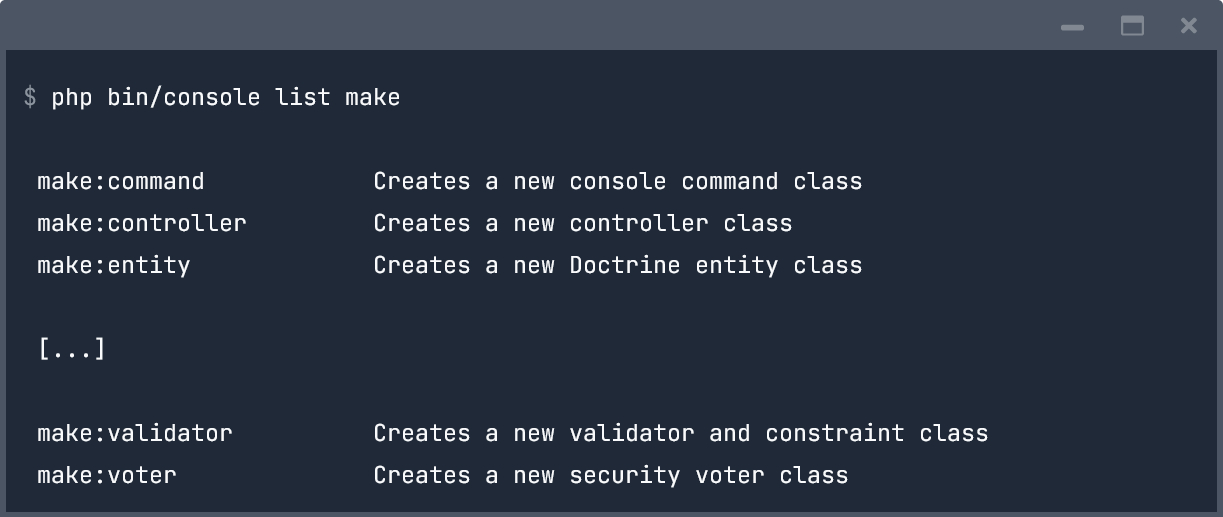 $ php bin/console list make
make:command Creates a new console command class
make:controller Creates a new controller class
make:entity Creates a new Doctrine entity class
[...]
make:validator Creates a new validator and constraint class
make:voter Creates a new security voter class